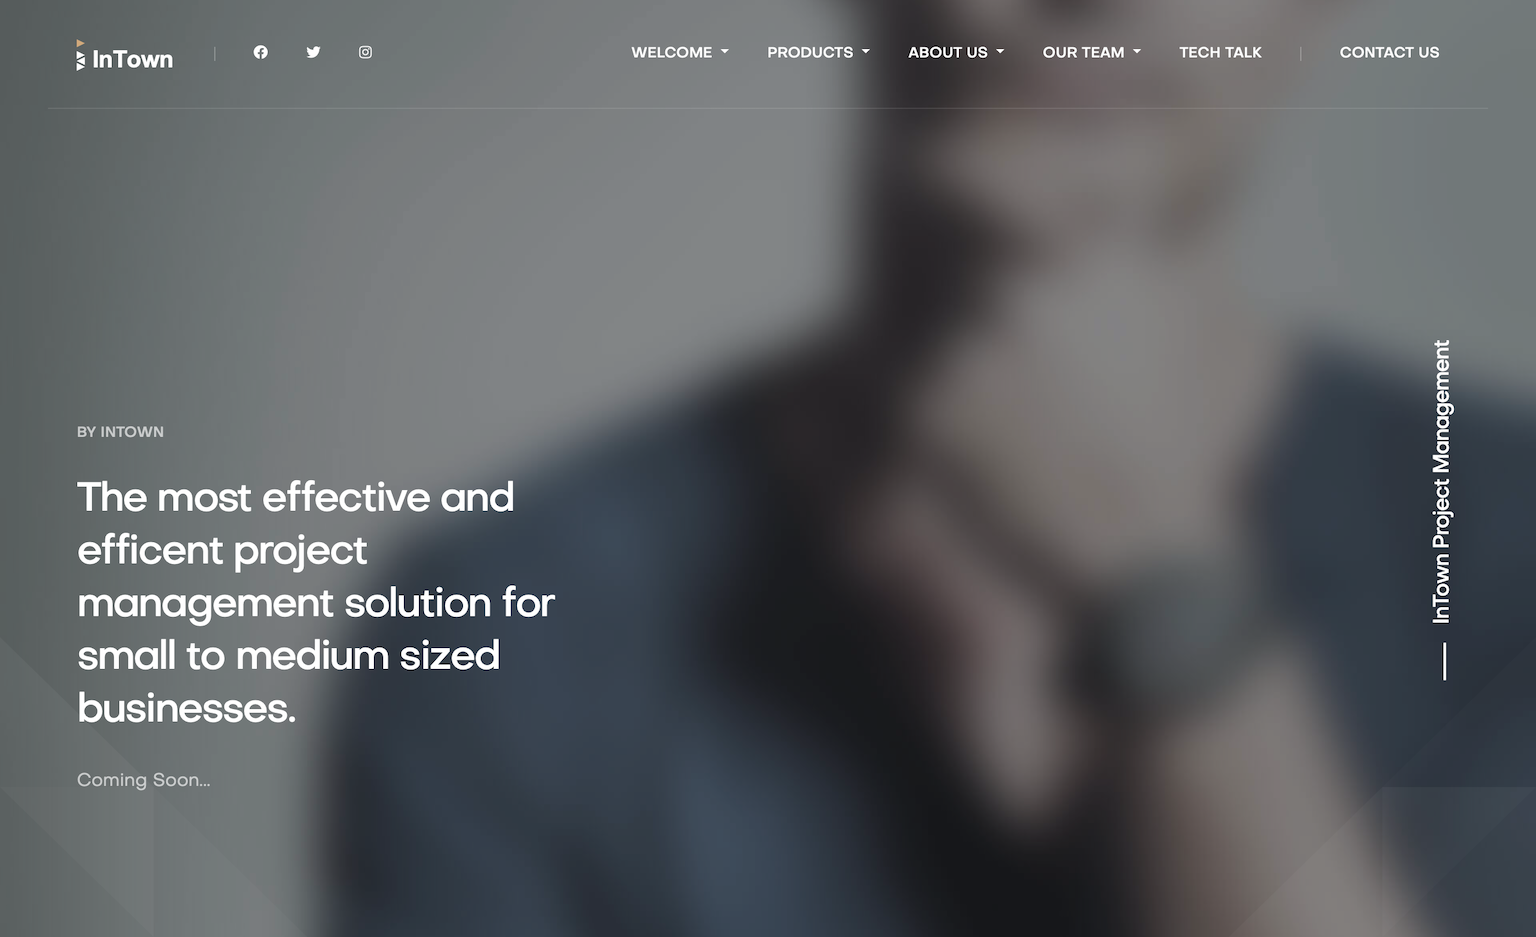 InTown
WELCOME
PRODUCTS
ABOUT US
OUR TEAM
TECH TALK
CONTACT US
BY INTOWN
The most effective and
efficent project
management solution for
small to medium sized
businesses.
Coming Soon...
InTown Project Management